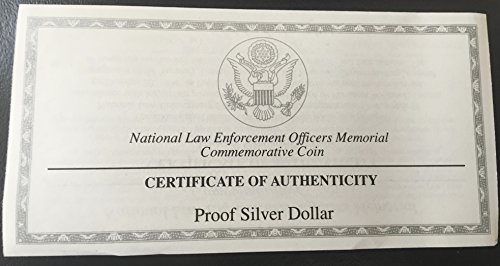 National Law Enforcement Officers Memorial
Commemorative Coin
CERTIFICATE OF AUTHENTICITY
Proof Silver Dollar